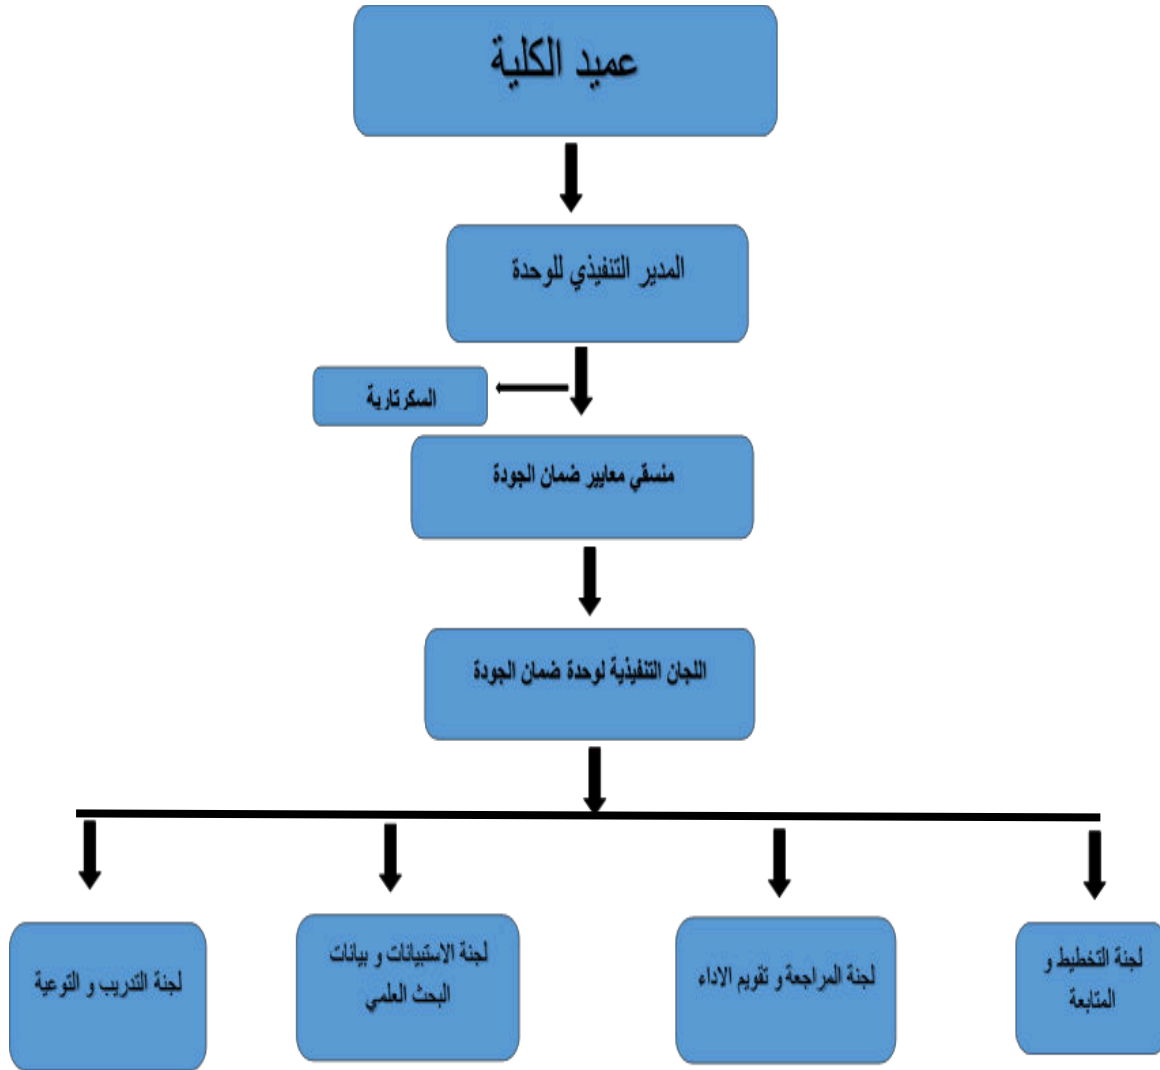 عميد الكلية
المدير التنفيذي للوحدة
السكرتارية
منسقي معايير ضمان الجودة
اللجان التنفيذية لوحدة ضمان الجودة
لجنة التخطيط و
المتابعة
لجنة المراجعة و تقويم الاداء
لجنة الاستبيانات و بيانات
البحث العلمي
لجنة التدريب و التوعية